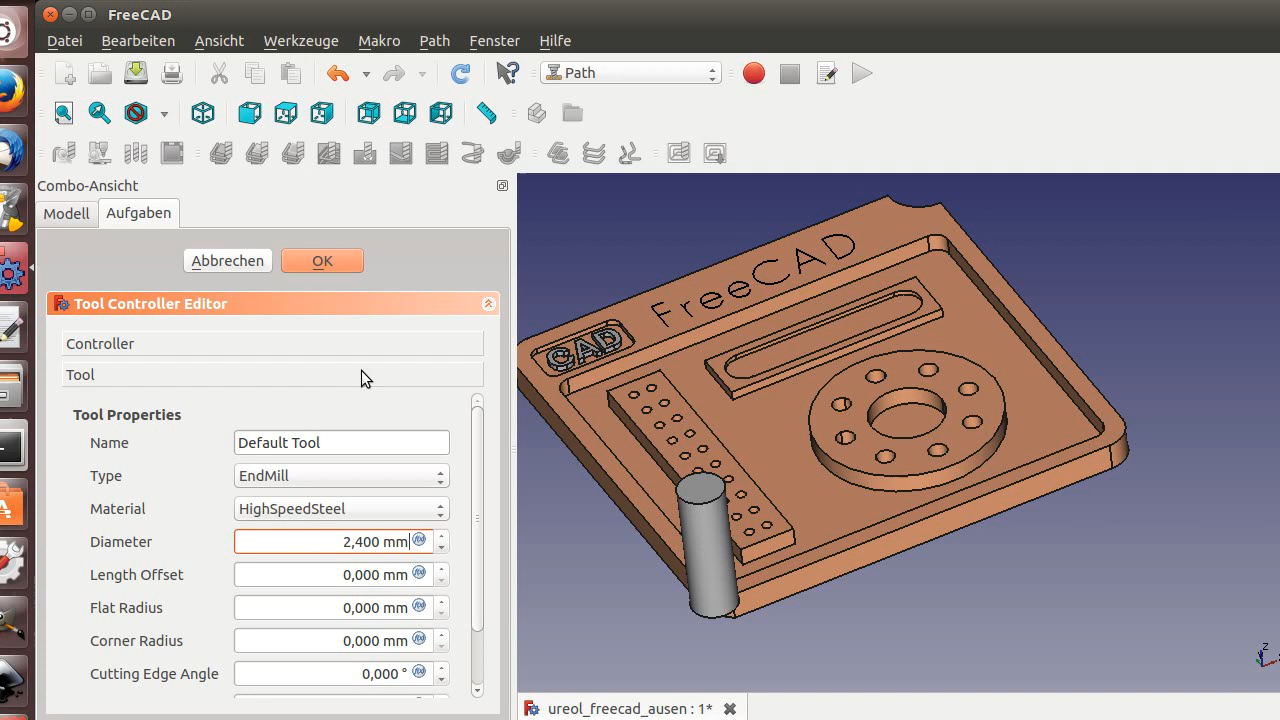 FreeCAD
Datei Bearbeiten Ansicht Werkzeuge Makro Path Fenster Hilfe
Path
Combo-Ansicht
Modell Aufgaben
Abbrechen OK
Tool Controller Editor
Controller
Tool
Tool Properties
Name Default Tool
Type EndMill
Material HighSpeedSteel
Diameter 2,400 mm
Length Offset 0,000 mm
Flat Radius 0,000 mm
Corner Radius 0,000 mm
Cutting Edge Angle 0,000 °
FreeCAD
CAD
z
ureol_freecad_ausen : 1*